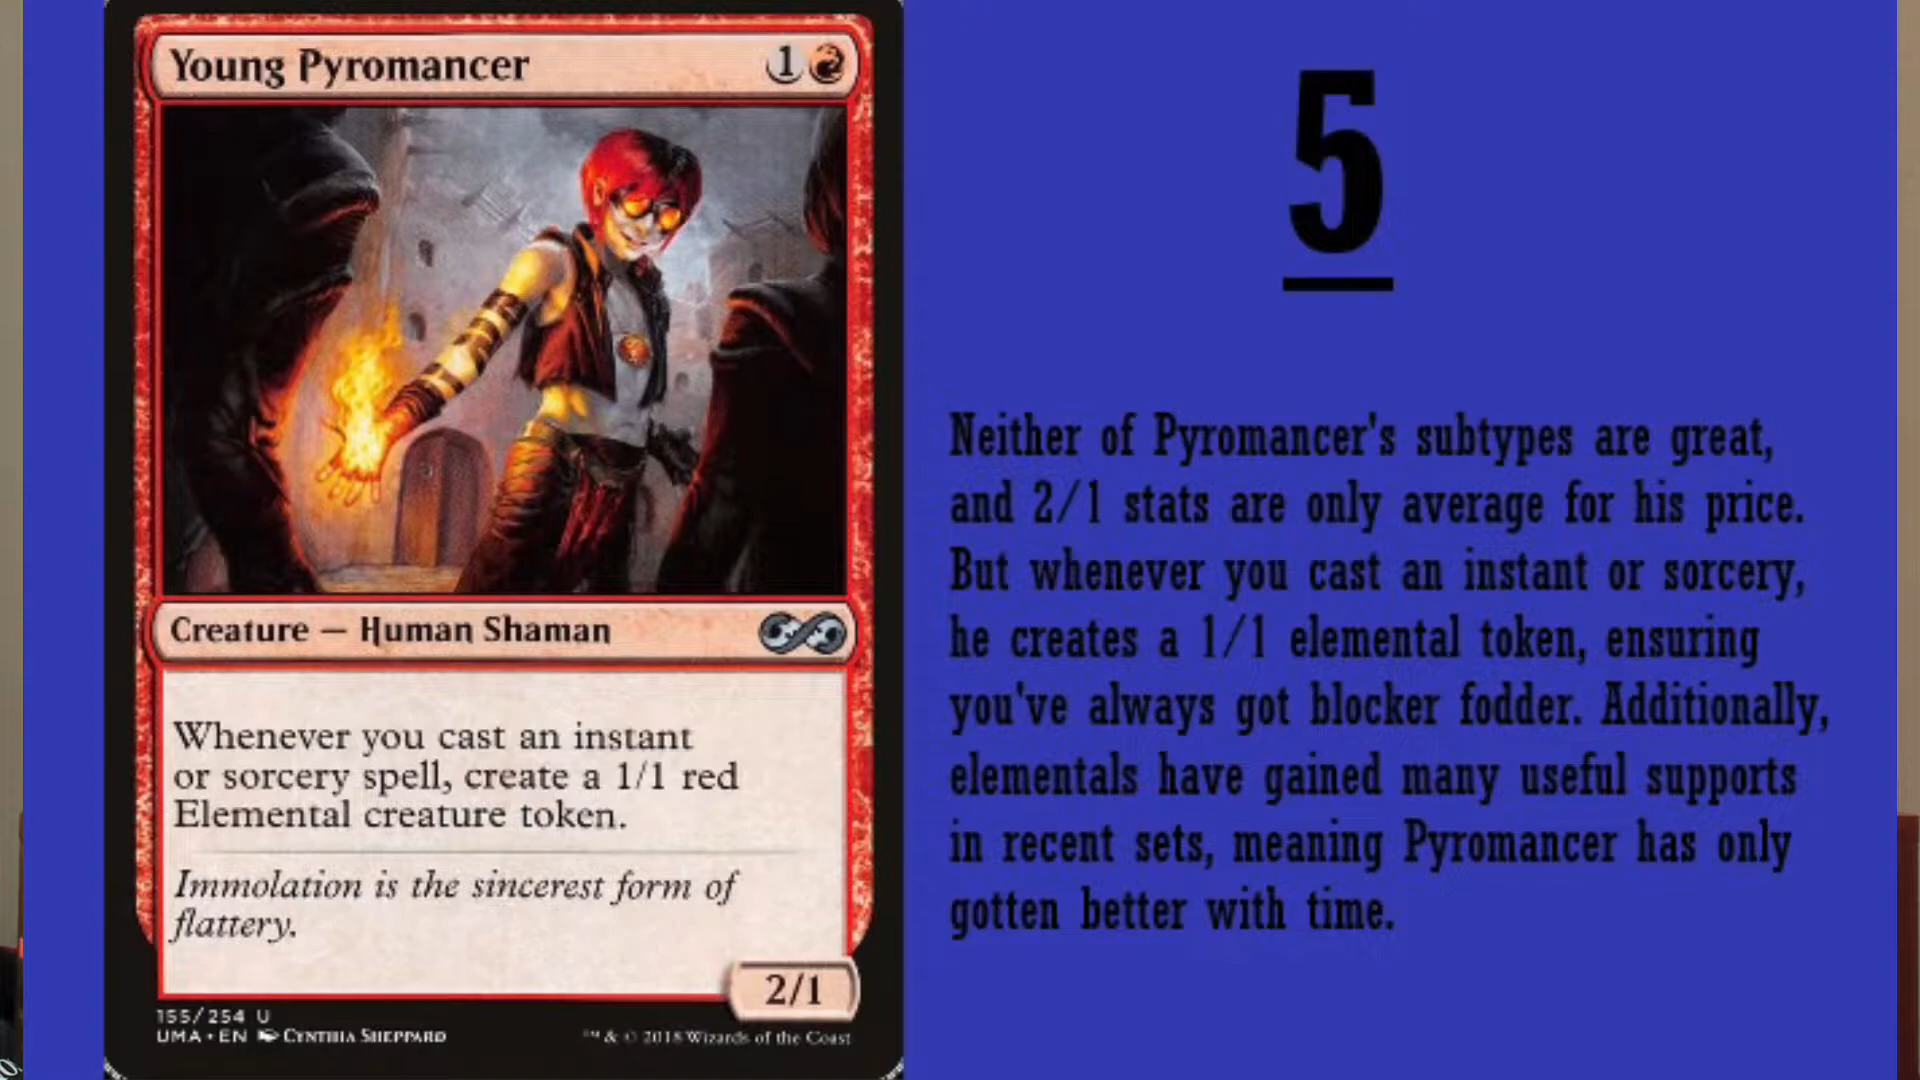 Young Pyromancer 1
Creature — Human Shaman
Whenever you cast an instant
or sorcery spell, create a 1/1 red
Elemental creature token.
Immolation is the sincerest form of
flattery.
2/1
155/254 U
UMA • EN Cynthia Sheppard
™ & © 2018 Wizards of the Coast
5
Neither of Pyromancer's subtypes are great,
and 2/1 stats are only average for his price.
But whenever you cast an instant or sorcery,
he creates a 1/1 elemental token, ensuring
you've always got blocker fodder. Additionally,
elementals have gained many useful supports
in recent sets, meaning Pyromancer has only
gotten better with time.